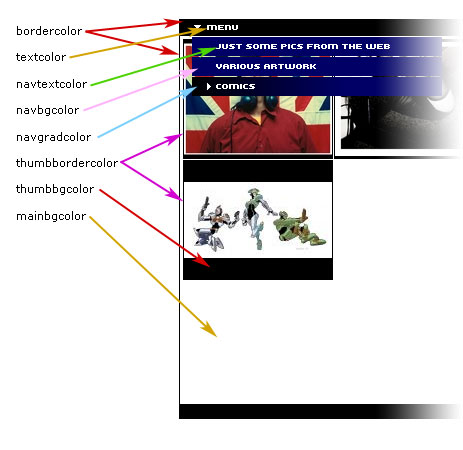 bordercolor
textcolor
navtextcolor
navbgcolor
navgradcolor
thumbbordercolor
thumbbgcolor
mainbgcolor
MENU
JUST SOME PICS FROM THE WEB
VARIOUS ARTWORK
COMICS